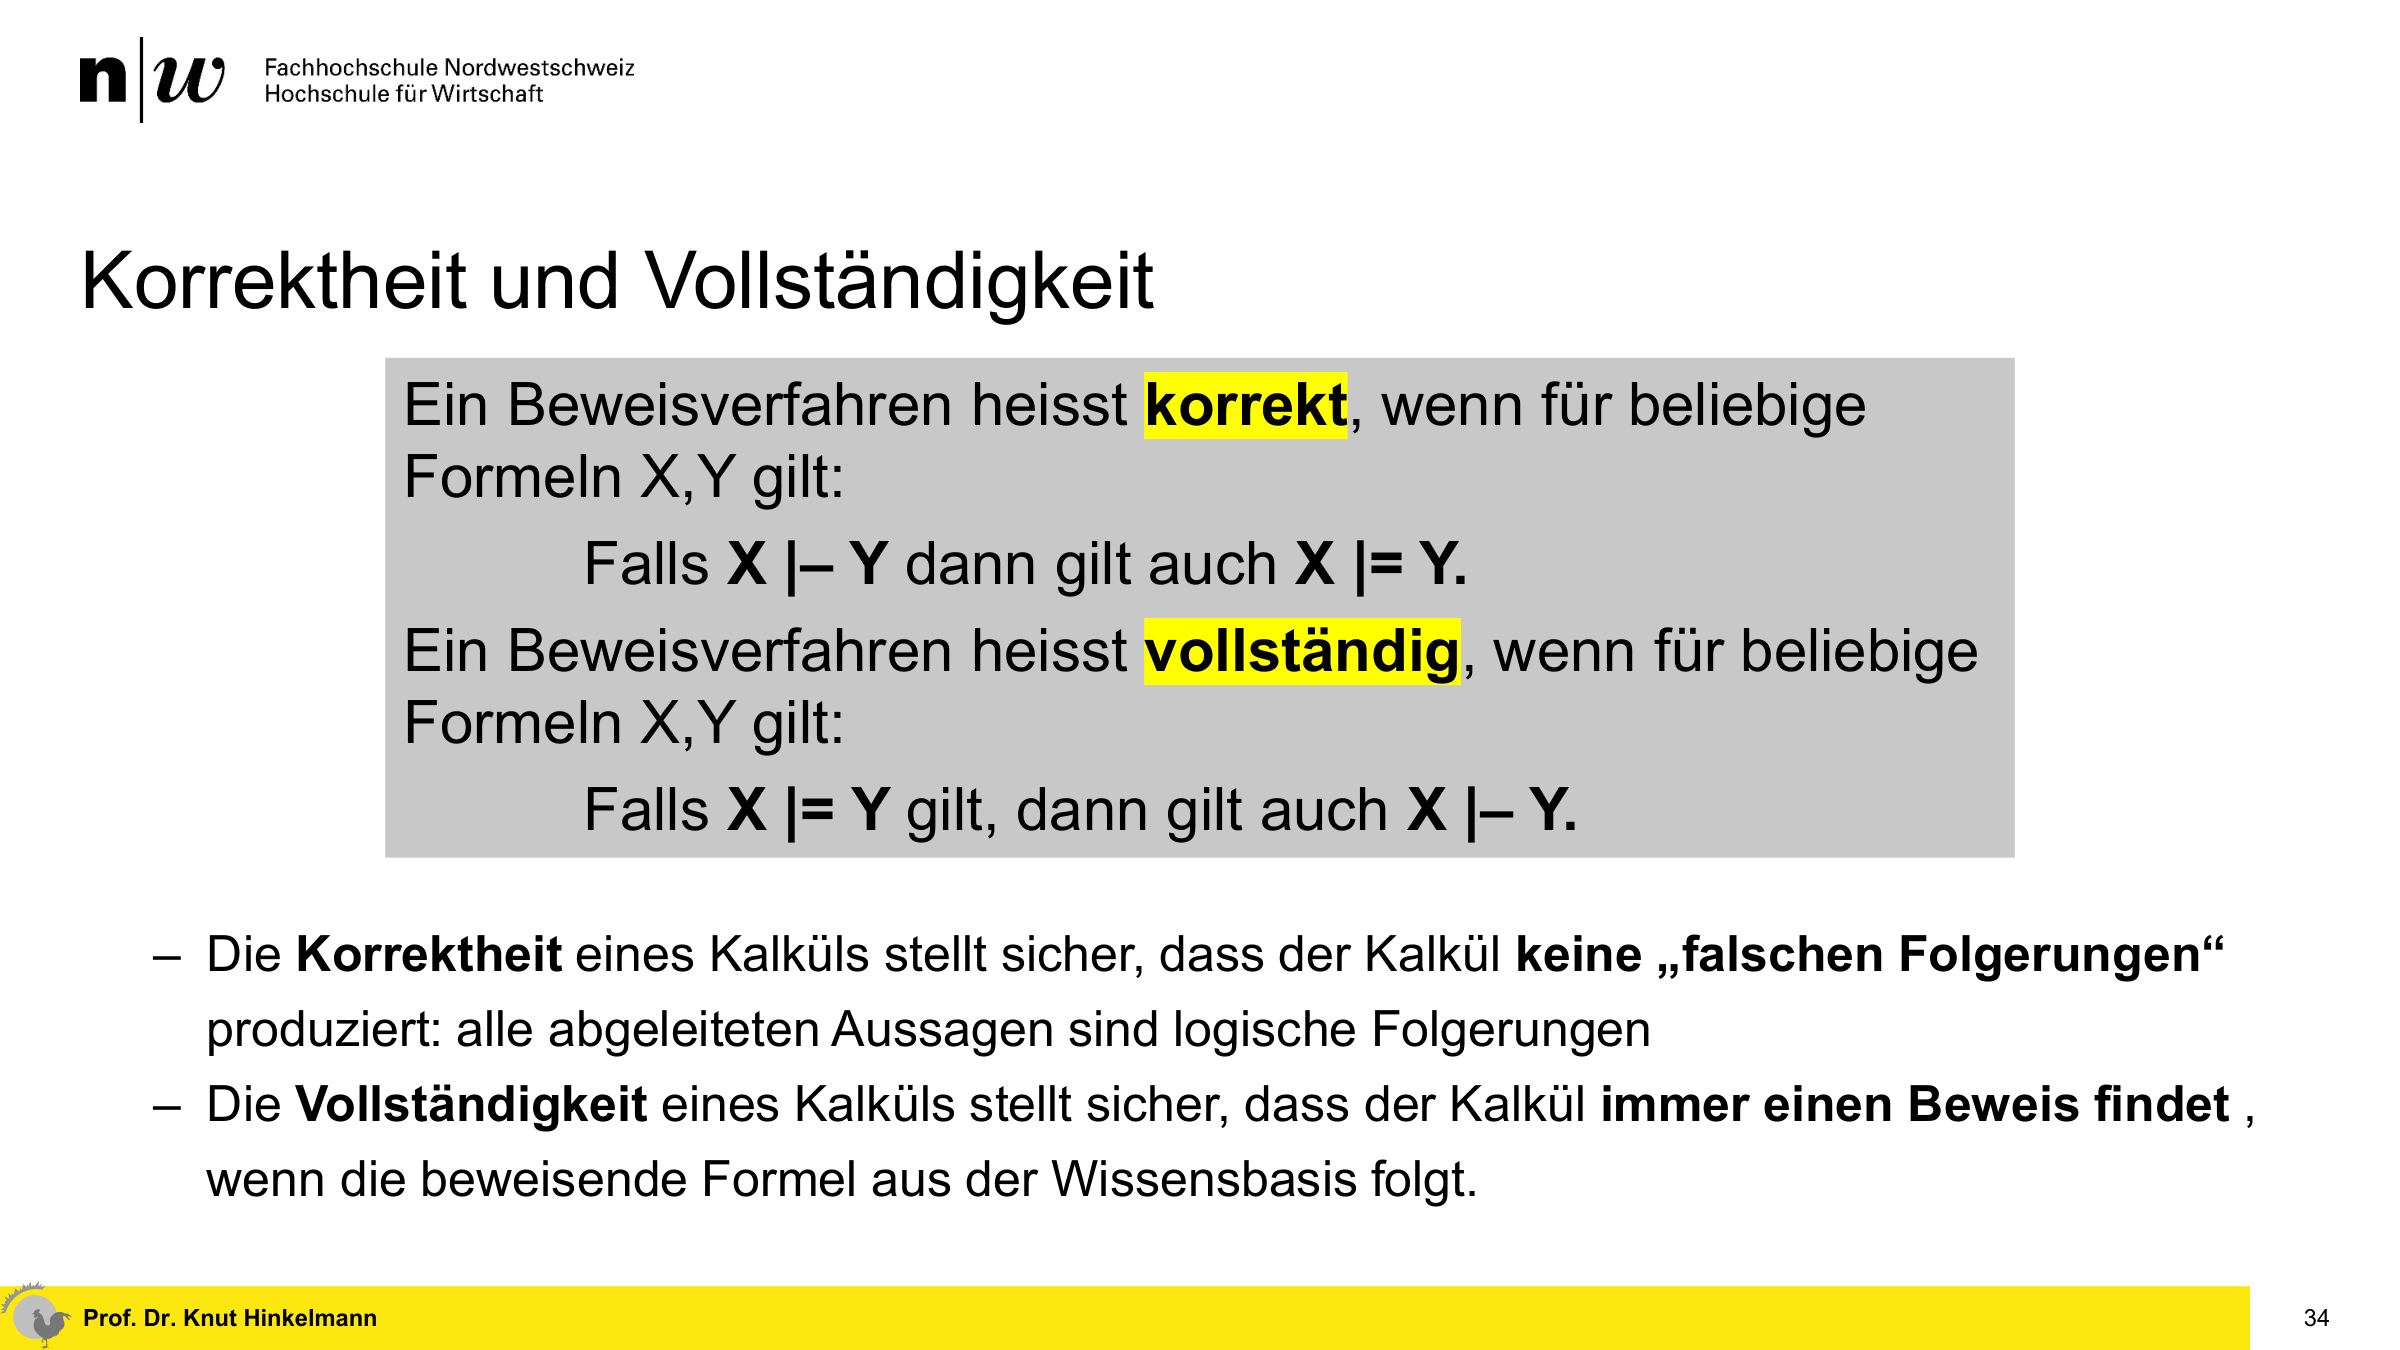 n|w Fachhochschule Nordwestschweiz
Hochschule für Wirtschaft
Korrektheit und Vollständigkeit
Ein Beweisverfahren heisst korrekt, wenn für beliebige
Formeln X,Y gilt:
Falls X |– Y dann gilt auch X |= Y.
Ein Beweisverfahren heisst vollständig, wenn für beliebige
Formeln X,Y gilt:
Falls X |= Y gilt, dann gilt auch X |– Y.
– Die Korrektheit eines Kalküls stellt sicher, dass der Kalkül keine „falschen Folgerungen“
produziert: alle abgeleiteten Aussagen sind logische Folgerungen
– Die Vollständigkeit eines Kalküls stellt sicher, dass der Kalkül immer einen Beweis findet ,
wenn die beweisende Formel aus der Wissensbasis folgt.
Prof. Dr. Knut Hinkelmann
34